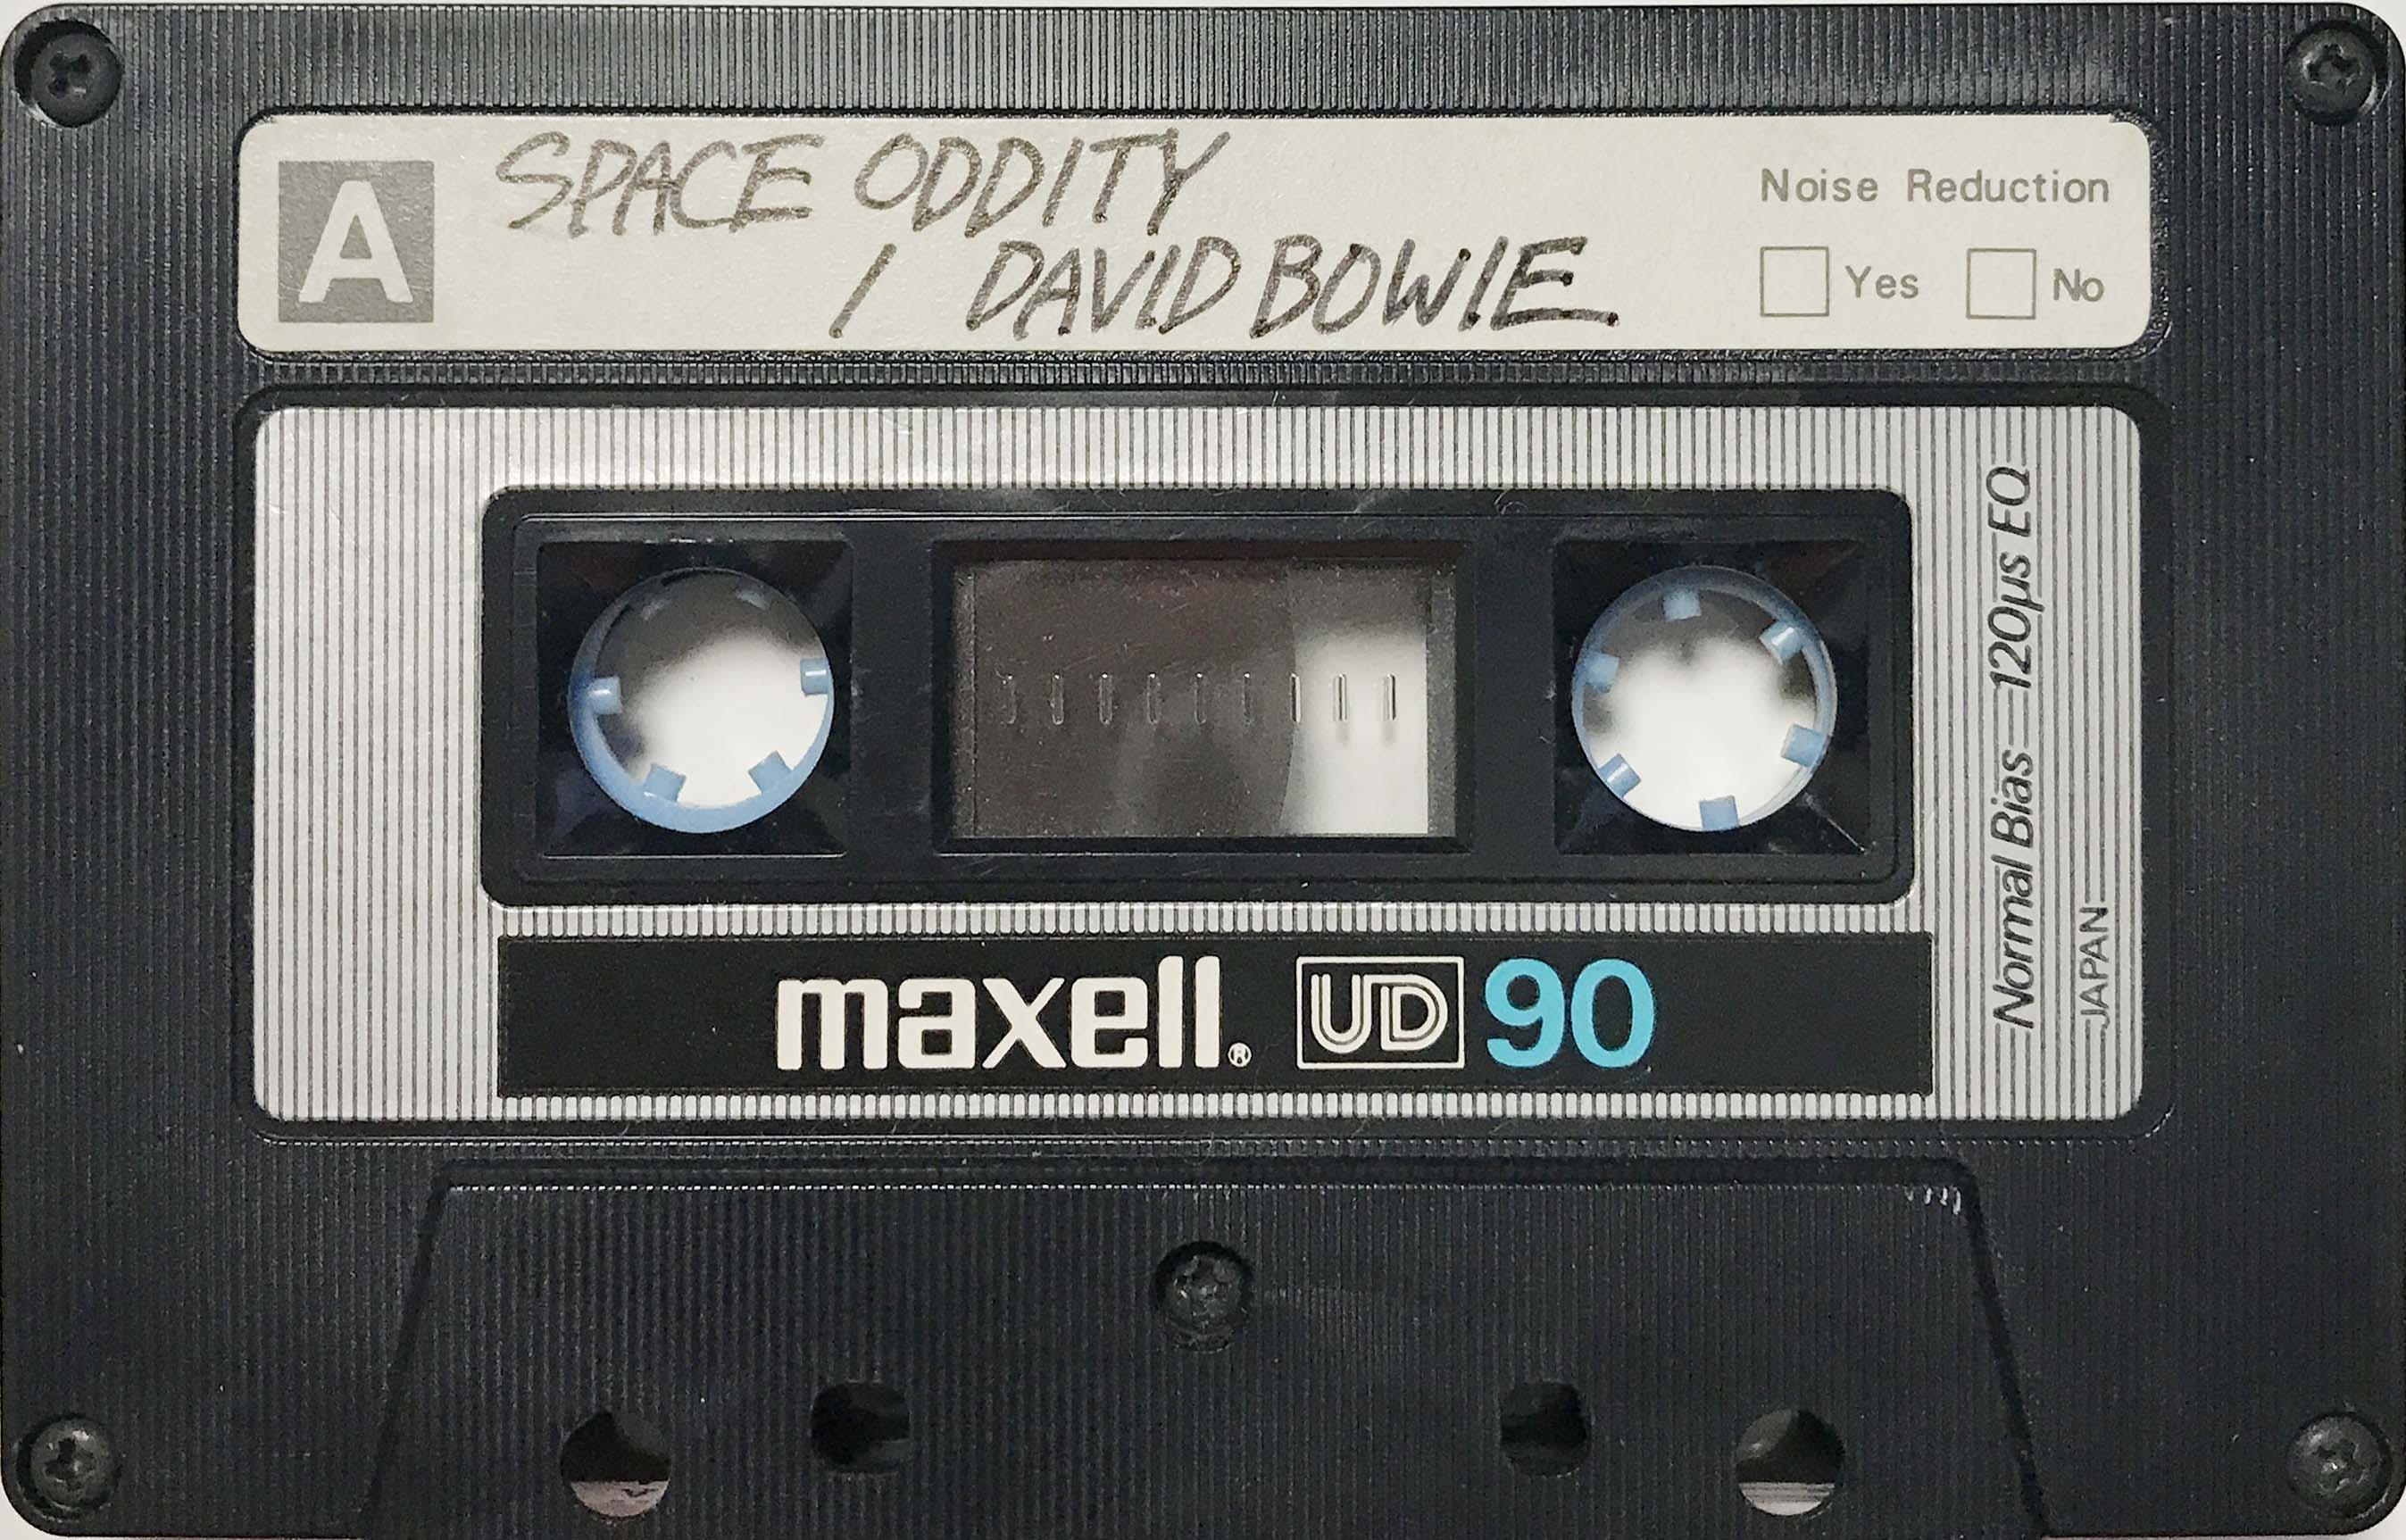 A
SPACE ODDITY
/ DAVID BOWIE
Noise Reduction
Yes No
Normal Bias 120µs EQ
JAPAN
maxell® UD 90